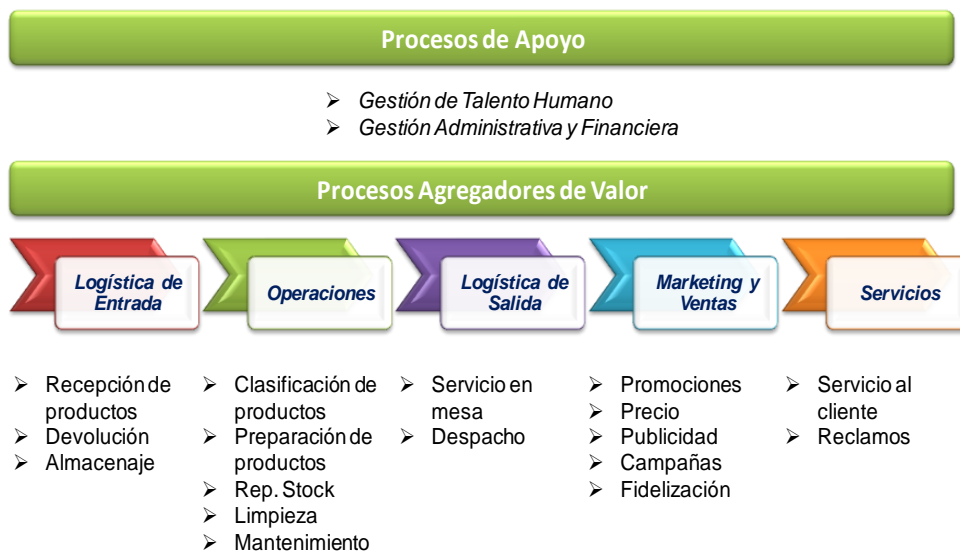 Procesos de Apoyo
➢ Gestión de Talento Humano
➢ Gestión Administrativa y Financiera
Procesos Agregadores de Valor
Logística de
Entrada
Operaciones
Logística de
Salida
Marketing y
Ventas
Servicios
➢ Recepción de
productos
➢ Devolución
➢ Almacenaje
➢ Clasificación de
productos
➢ Preparación de
productos
➢ Rep. Stock
➢ Limpieza
➢ Mantenimiento
➢ Servicio en
mesa
➢ Despacho
➢ Promociones
➢ Precio
➢ Publicidad
➢ Campañas
➢ Fidelización
➢ Servicio al
cliente
➢ Reclamos